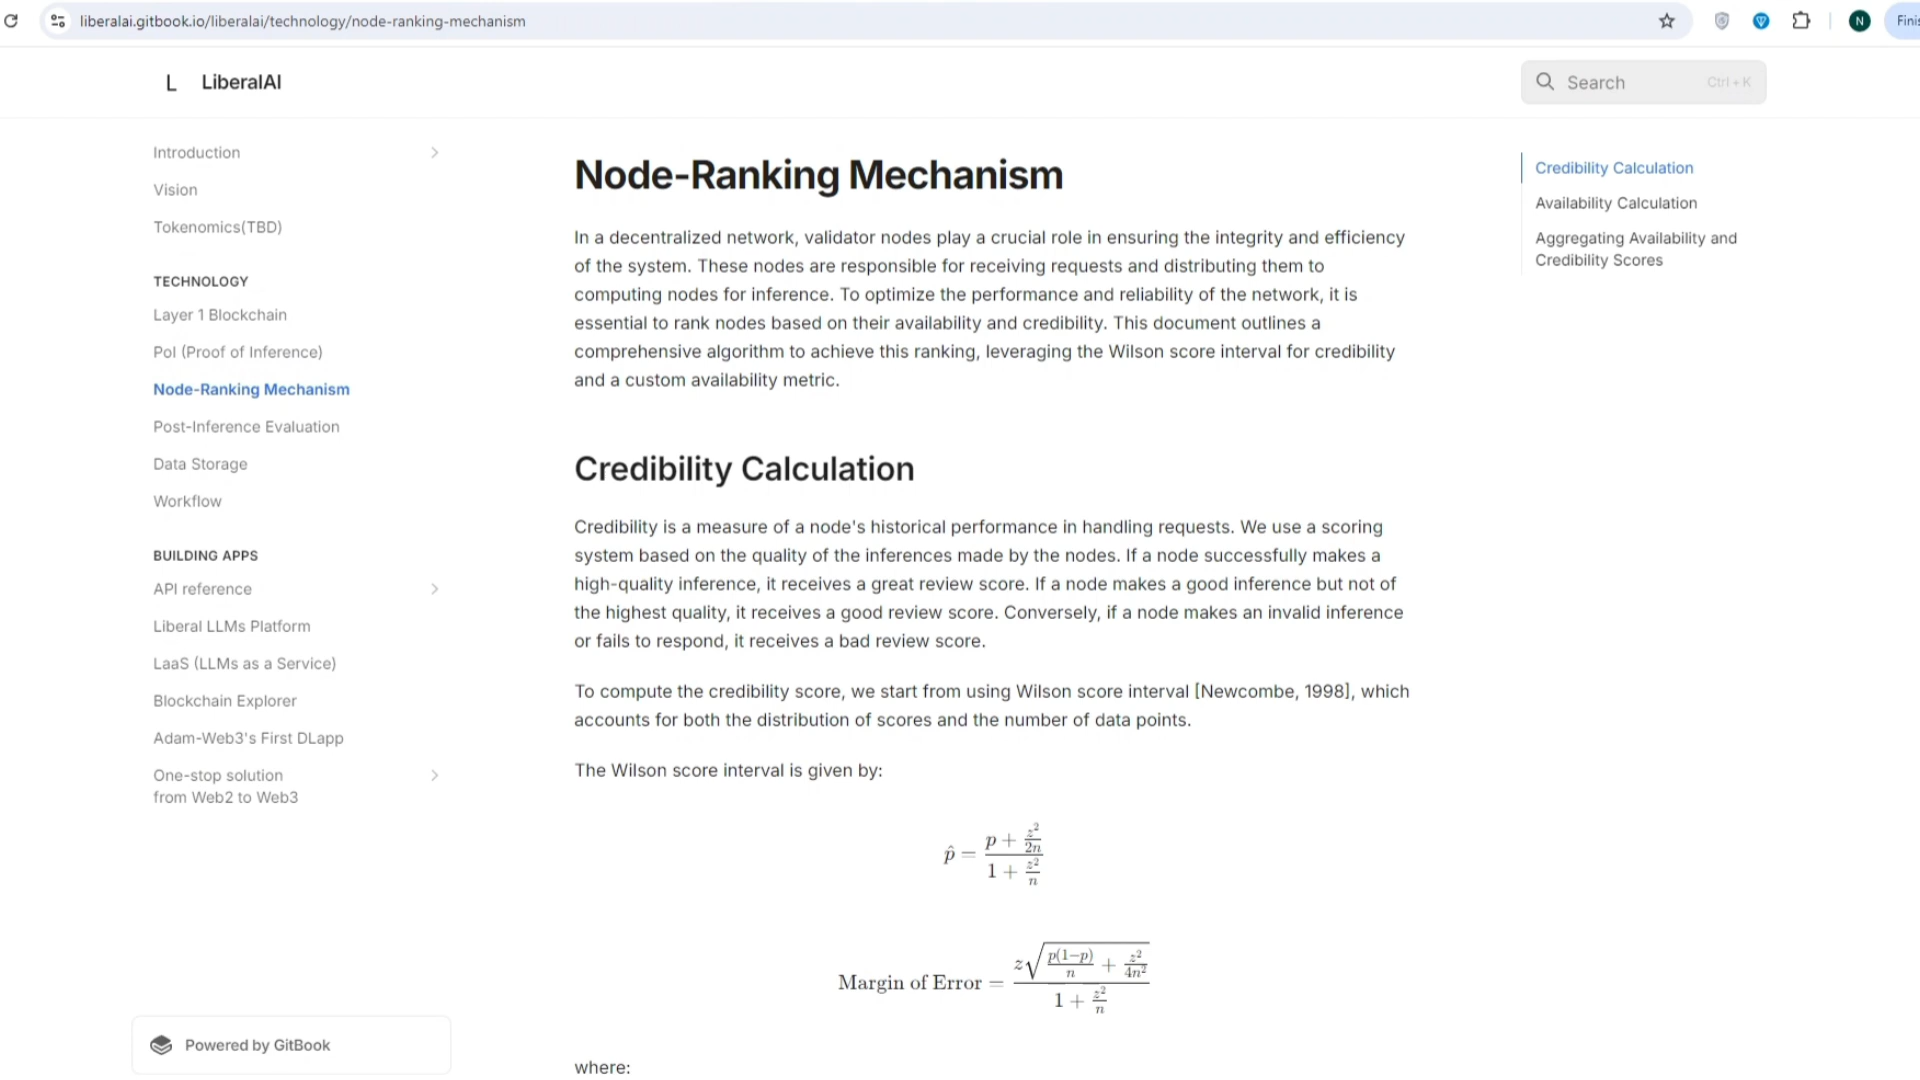 liberalai.gitbook.io/liberalai/technology/node-ranking-mechanism
N
Finis
L LiberalAI
Search Ctrl + K
Introduction
Vision
Tokenomics(TBD)
TECHNOLOGY
Layer 1 Blockchain
PoI (Proof of Inference)
Node-Ranking Mechanism
Post-Inference Evaluation
Data Storage
Workflow
BUILDING APPS
API reference
Liberal LLMs Platform
LaaS (LLMs as a Service)
Blockchain Explorer
Adam-Web3's First DLapp
One-stop solution
from Web2 to Web3
Powered by GitBook
Node-Ranking Mechanism
In a decentralized network, validator nodes play a crucial role in ensuring the integrity and efficiency
of the system. These nodes are responsible for receiving requests and distributing them to
computing nodes for inference. To optimize the performance and reliability of the network, it is
essential to rank nodes based on their availability and credibility. This document outlines a
comprehensive algorithm to achieve this ranking, leveraging the Wilson score interval for credibility
and a custom availability metric.
Credibility Calculation
Credibility is a measure of a node's historical performance in handling requests. We use a scoring
system based on the quality of the inferences made by the nodes. If a node successfully makes a
high-quality inference, it receives a great review score. If a node makes a good inference but not of
the highest quality, it receives a good review score. Conversely, if a node makes an invalid inference
or fails to respond, it receives a bad review score.
To compute the credibility score, we start from using Wilson score interval [Newcombe, 1998], which
accounts for both the distribution of scores and the number of data points.
The Wilson score interval is given by:
p̂ = (p + z²/2n) / (1 + z²/n)
Margin of Error = z√(p(1−p)/n + z²/4n²) / (1 + z²/n)
where:
Credibility Calculation
Availability Calculation
Aggregating Availability and
Credibility Scores